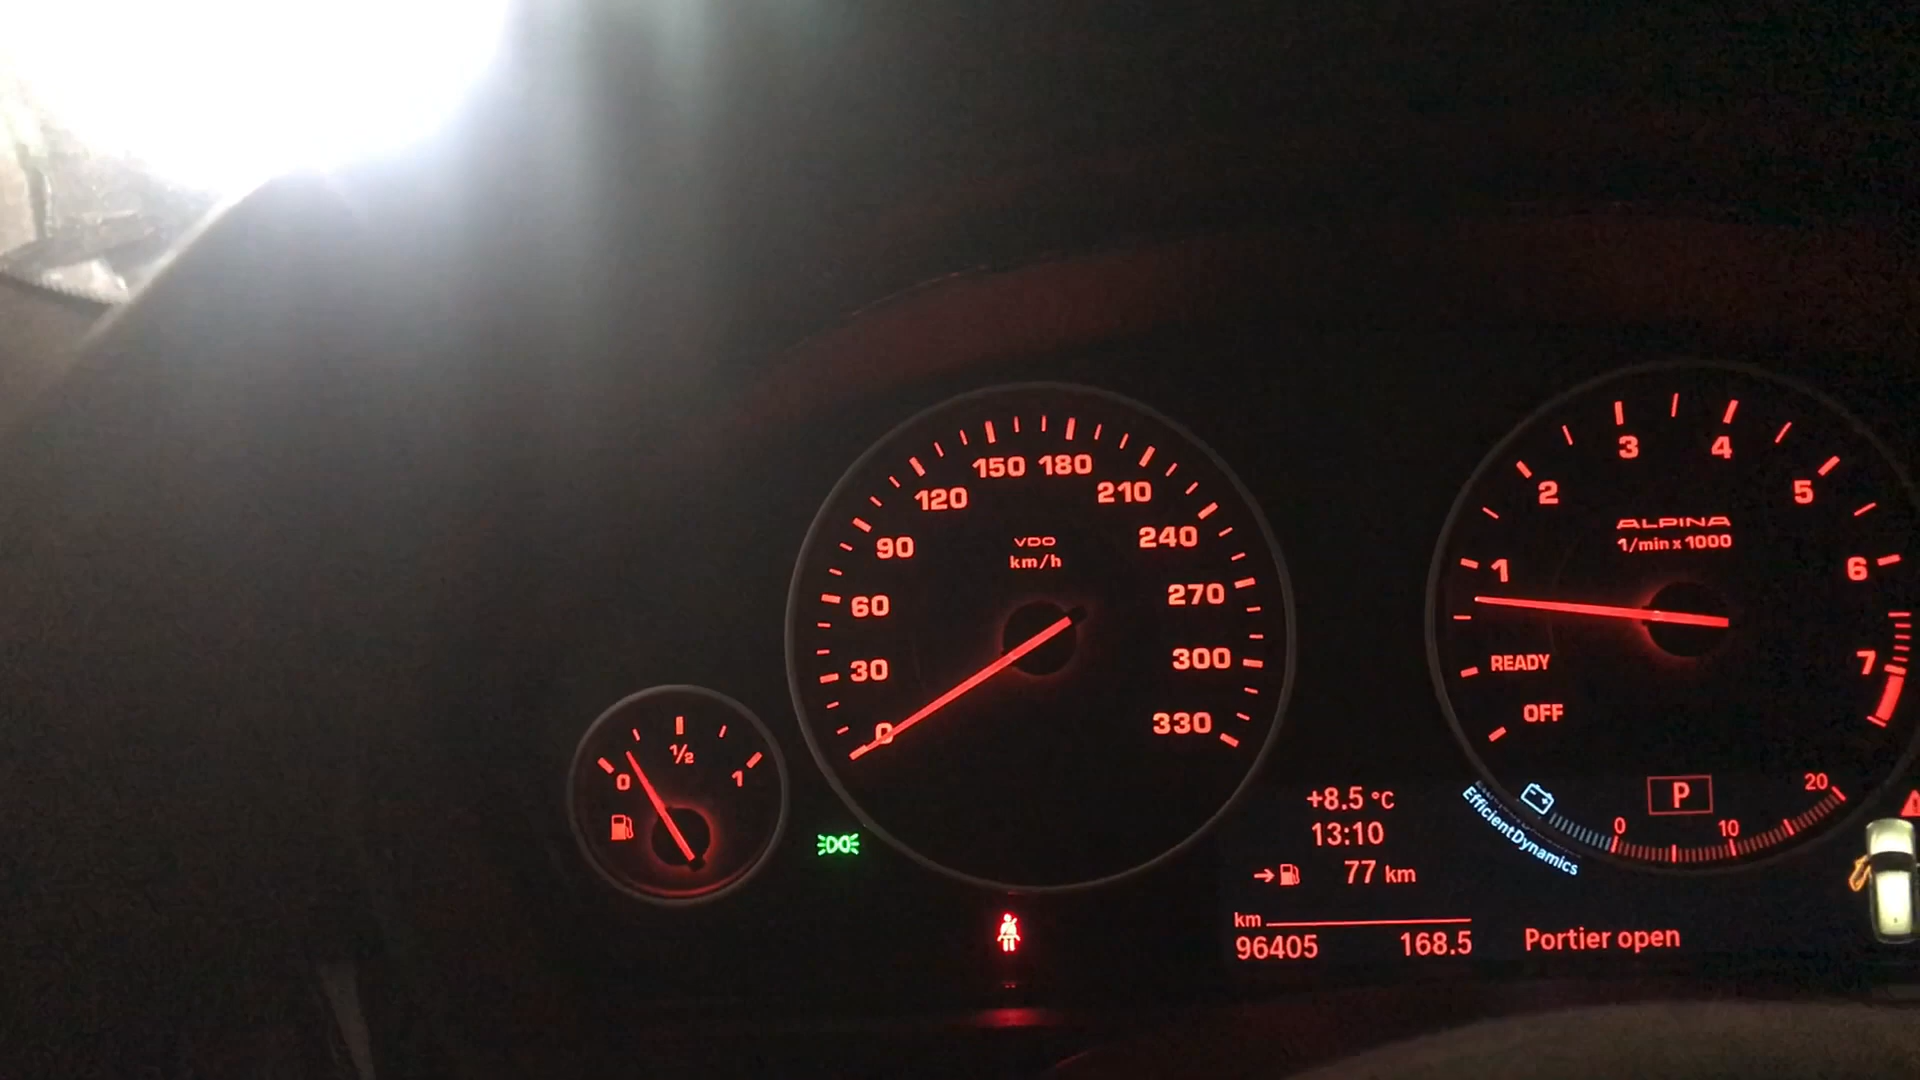 0
1/2
1
0
30
60
90
120
150
180
210
240
270
300
330
VDO
km/h
OFF
READY
1
2
3
4
5
6
7
ALPINA
1/min x 1000
P
0
10
20
EfficientDynamics
+8.5 °C
13:10
77 km
km
96405 168.5
Portier open